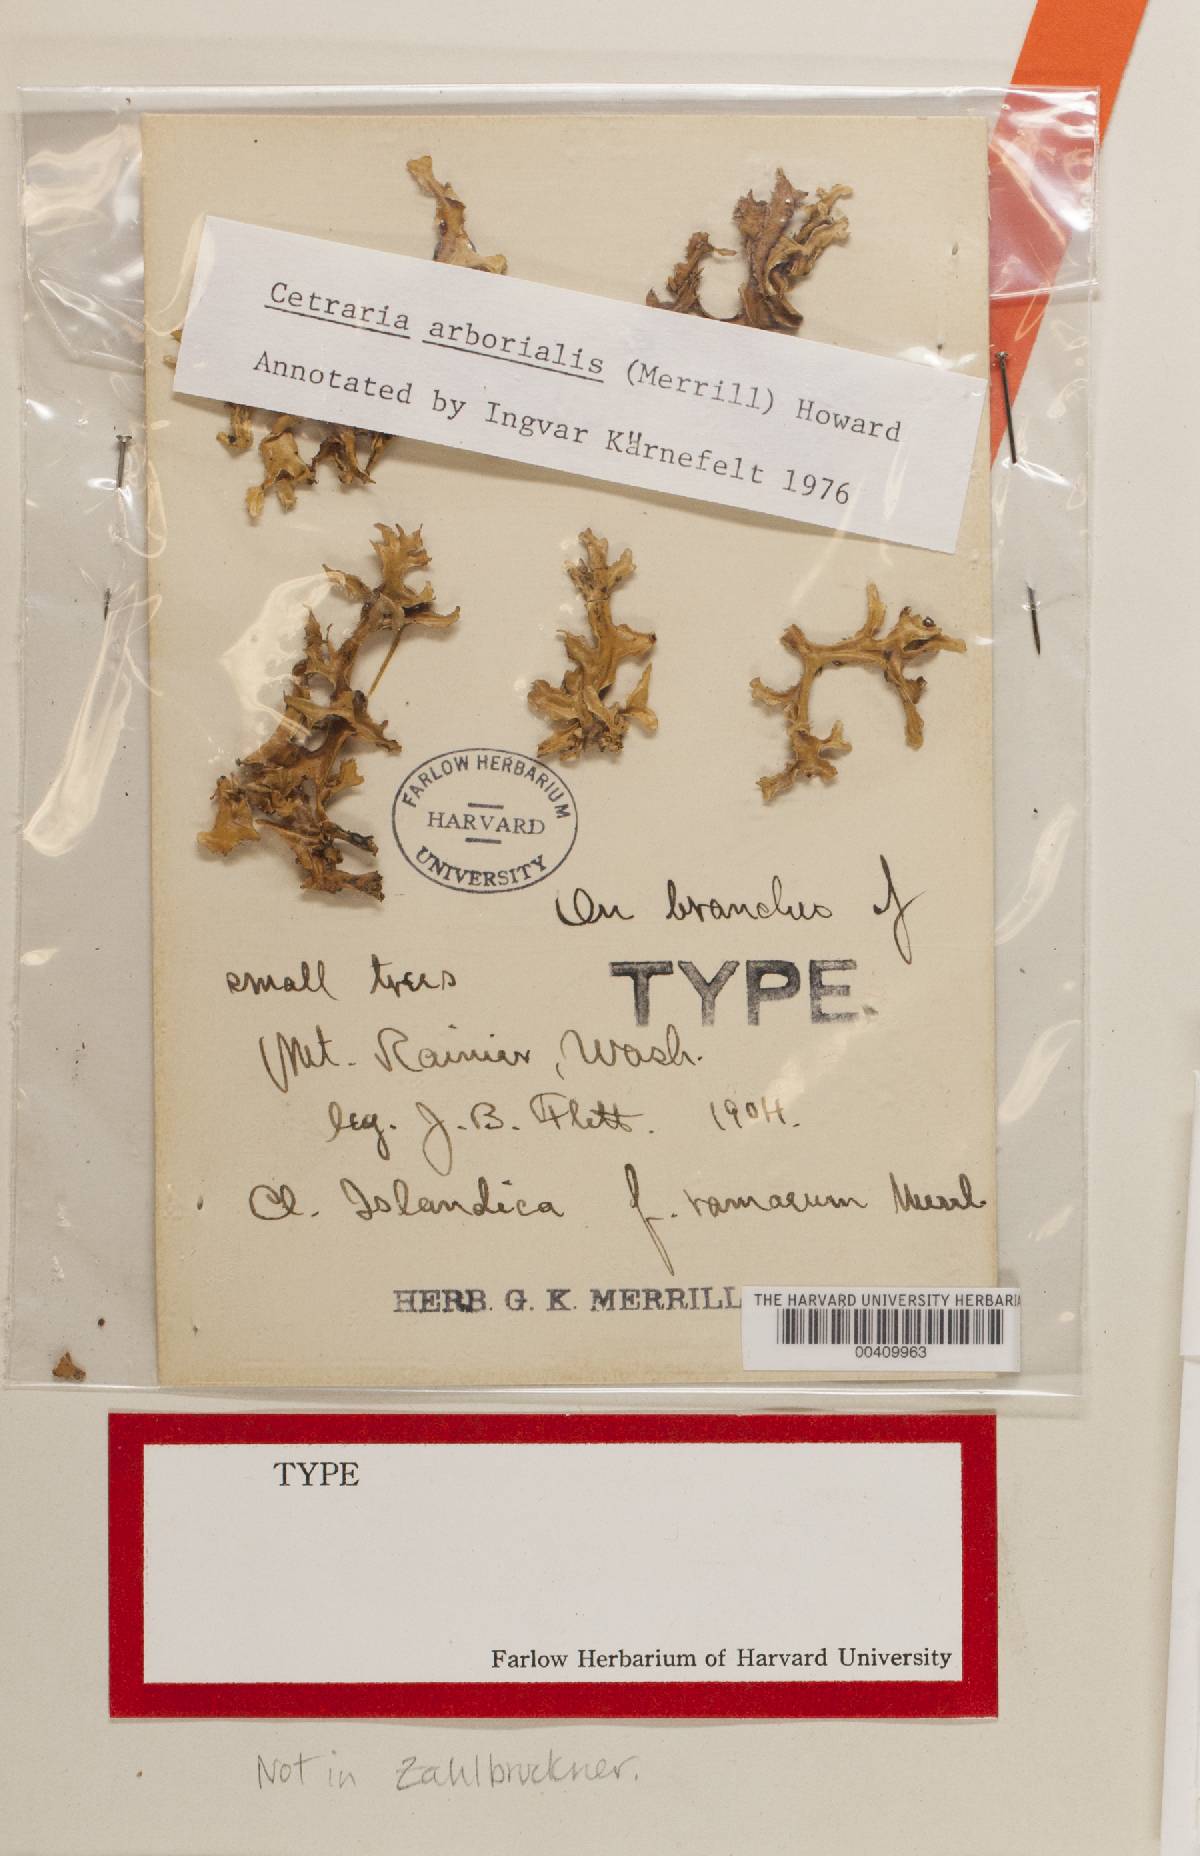 Cetraria arborialis (Merrill) Howard
Annotated by Ingvar Kärnefelt 1976
FARLOW HERBARIUM
HARVARD
UNIVERSITY
On branches of
small trees
TYPE.
Mt. Rainier, Wash.
leg. J. B. Flett. 1904.
Cl. Islandica f. ramaeum Merrl
HERB. G. K. MERRILL
THE HARVARD UNIVERSITY HERBARIA
00409963
TYPE
Farlow Herbarium of Harvard University
Not in Zahlbruckner.